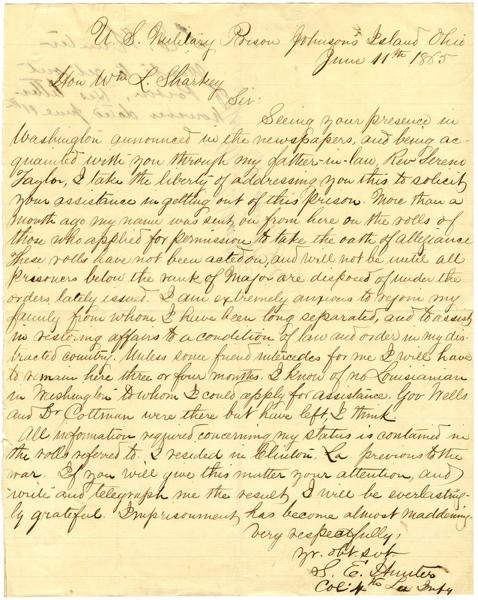 U. S. Military Prison Johnson's Island Ohio
June 11th 1865
Hon Wm L. Sharkey
Sir:
Seeing your presence in
Washington announced in the newspapers, and being ac-
quainted with you through my father-in-law, Rev Sereno
Taylor, I take the liberty of addressing you this to solicit
your assistance in getting out of this prison. More than a
month ago my name was sent on from here on the rolls of
those who applied for permission to take the oath of allegiance
These rolls have not been acted on, and will not be until all
prisoners below the rank of Major are disposed of under the
orders lately issued. I am extremely anxious to rejoin my
family from whom I have been long separated, and to assist
in restoring affairs to a condition of law and order in my dis-
tracted country. Unless some friend intercedes for me I will have
to remain here three or four months. I know of no Louisianian
in Washington to whom I could apply for assistance. Gov Wells
and Dr Cottman were there but have left, I think.
All information required concerning my status is contained in
the rolls referred to. I resided in Clinton, La previous to the
war. If you will give this matter your attention, and
write and telegraph me the result, I will be everlasting-
ly grateful. Imprisonment has become almost maddening.
Very respectfully,
yr. obt svt.
S. E. Hunter
Col 4th La Infy